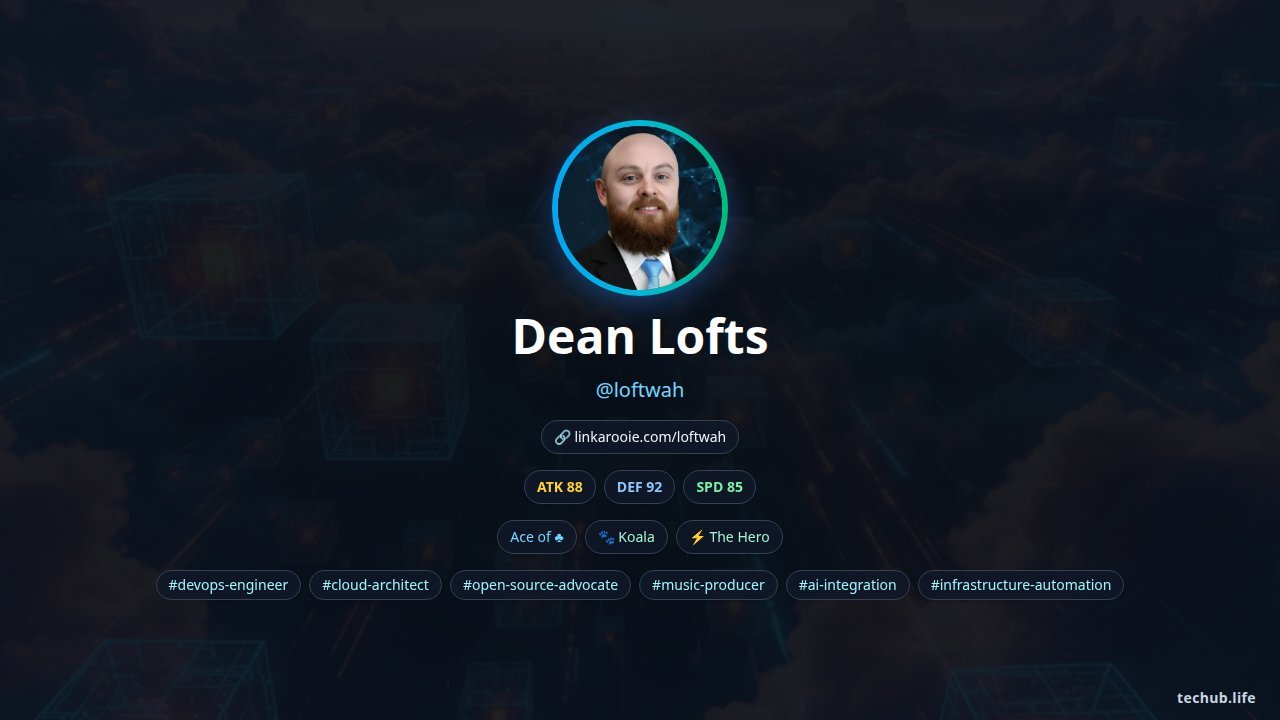 Dean Lofts
@loftwah
🔗 linkarooie.com/loftwah
ATK 88 DEF 92 SPD 85
Ace of ♣ 🐾 Koala ⚡ The Hero
#devops-engineer #cloud-architect #open-source-advocate #music-producer #ai-integration #infrastructure-automation
techub.life